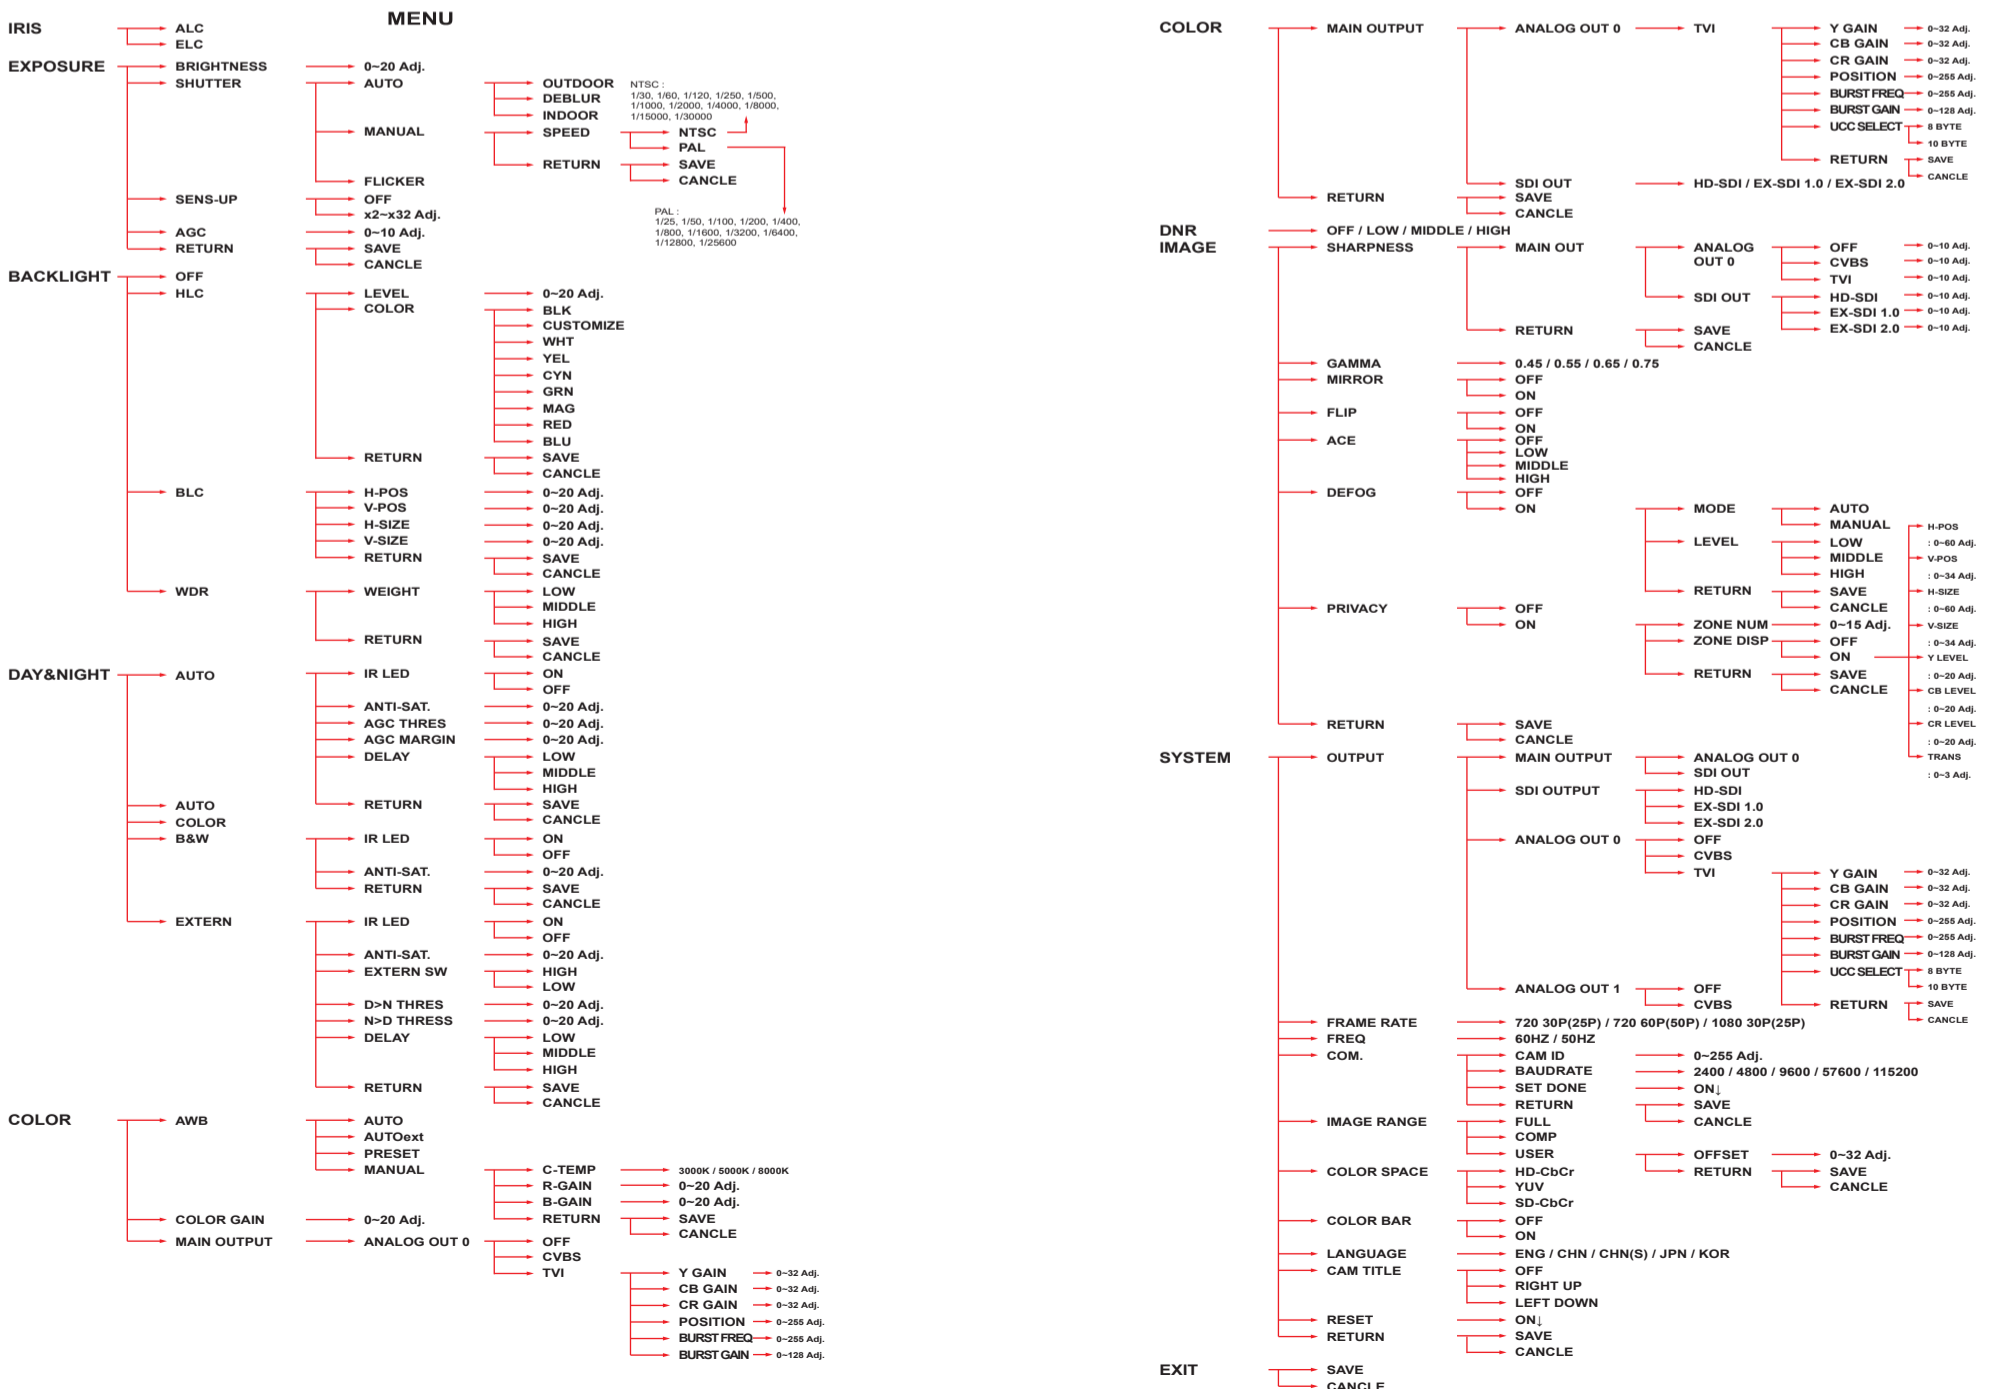 MENU
IRIS ALC
ELC
EXPOSURE BRIGHTNESS 0~20 Adj.
SHUTTER AUTO OUTDOOR
DEBLUR
INDOOR
NTSC :
1/30, 1/60, 1/120, 1/250, 1/500,
1/1000, 1/2000, 1/4000, 1/8000,
1/15000, 1/30000
MANUAL SPEED NTSC
PAL
RETURN SAVE
CANCLE
FLICKER
PAL :
1/25, 1/50, 1/100, 1/200, 1/400,
1/800, 1/1600, 1/3200, 1/6400,
1/12800, 1/25600
SENS-UP OFF
x2~x32 Adj.
AGC 0~10 Adj.
RETURN SAVE
CANCLE
BACKLIGHT OFF
HLC LEVEL 0~20 Adj.
COLOR BLK
CUSTOMIZE
WHT
YEL
CYN
GRN
MAG
RED
BLU
RETURN SAVE
CANCLE
BLC H-POS 0~20 Adj.
V-POS 0~20 Adj.
H-SIZE 0~20 Adj.
V-SIZE 0~20 Adj.
RETURN SAVE
CANCLE
WDR WEIGHT LOW
MIDDLE
HIGH
RETURN SAVE
CANCLE
DAY&NIGHT AUTO IR LED ON
OFF
ANTI-SAT. 0~20 Adj.
AGC THRES 0~20 Adj.
AGC MARGIN 0~20 Adj.
DELAY LOW
MIDDLE
HIGH
RETURN SAVE
CANCLE
AUTO
COLOR
B&W IR LED ON
OFF
ANTI-SAT. 0~20 Adj.
RETURN SAVE
CANCLE
EXTERN IR LED ON
OFF
ANTI-SAT. 0~20 Adj.
EXTERN SW HIGH
LOW
D>N THRES 0~20 Adj.
N>D THRESS 0~20 Adj.
DELAY LOW
MIDDLE
HIGH
RETURN SAVE
CANCLE
COLOR AWB AUTO
AUTOext
PRESET
MANUAL C-TEMP 3000K / 5000K / 8000K
R-GAIN 0~20 Adj.
B-GAIN 0~20 Adj.
RETURN SAVE
CANCLE
COLOR GAIN 0~20 Adj.
MAIN OUTPUT ANALOG OUT 0 OFF
CVBS
TVI Y GAIN 0~32 Adj.
CB GAIN 0~32 Adj.
CR GAIN 0~32 Adj.
POSITION 0~255 Adj.
BURST FREQ 0~255 Adj.
BURST GAIN 0~128 Adj.
COLOR MAIN OUTPUT ANALOG OUT 0 TVI Y GAIN 0~32 Adj.
CB GAIN 0~32 Adj.
CR GAIN 0~32 Adj.
POSITION 0~255 Adj.
BURST FREQ 0~255 Adj.
BURST GAIN 0~128 Adj.
UCC SELECT 8 BYTE
10 BYTE
RETURN SAVE
CANCLE
SDI OUT HD-SDI / EX-SDI 1.0 / EX-SDI 2.0
RETURN SAVE
CANCLE
DNR OFF / LOW / MIDDLE / HIGH
IMAGE SHARPNESS MAIN OUT ANALOG OUT 0 OFF 0~10 Adj.
CVBS 0~10 Adj.
TVI 0~10 Adj.
SDI OUT HD-SDI 0~10 Adj.
EX-SDI 1.0 0~10 Adj.
EX-SDI 2.0 0~10 Adj.
RETURN SAVE
CANCLE
GAMMA 0.45 / 0.55 / 0.65 / 0.75
MIRROR OFF
ON
FLIP OFF
ON
ACE OFF
LOW
MIDDLE
HIGH
DEFOG OFF
ON MODE AUTO
MANUAL
LEVEL LOW
MIDDLE
HIGH
RETURN SAVE
CANCLE
PRIVACY OFF
ON ZONE NUM 0~15 Adj.
ZONE DISP OFF
ON
H-POS
: 0~60 Adj.
V-POS
: 0~34 Adj.
H-SIZE
: 0~60 Adj.
V-SIZE
: 0~34 Adj.
Y LEVEL
: 0~20 Adj.
CB LEVEL
: 0~20 Adj.
CR LEVEL
: 0~20 Adj.
TRANS
: 0~3 Adj.
RETURN SAVE
CANCLE
RETURN SAVE
CANCLE
SYSTEM OUTPUT MAIN OUTPUT ANALOG OUT 0
SDI OUT
SDI OUTPUT HD-SDI
EX-SDI 1.0
EX-SDI 2.0
ANALOG OUT 0 OFF
CVBS
TVI Y GAIN 0~32 Adj.
CB GAIN 0~32 Adj.
CR GAIN 0~32 Adj.
POSITION 0~255 Adj.
BURST FREQ 0~255 Adj.
BURST GAIN 0~128 Adj.
UCC SELECT 8 BYTE
10 BYTE
RETURN SAVE
CANCLE
ANALOG OUT 1 OFF
CVBS
FRAME RATE 720 30P(25P) / 720 60P(50P) / 1080 30P(25P)
FREQ 60HZ / 50HZ
COM. CAM ID 0~255 Adj.
BAUDRATE 2400 / 4800 / 9600 / 57600 / 115200
SET DONE ON↓
RETURN SAVE
CANCLE
IMAGE RANGE FULL
COMP
USER OFFSET 0~32 Adj.
RETURN SAVE
CANCLE
COLOR SPACE HD-CbCr
YUV
SD-CbCr
COLOR BAR OFF
ON
LANGUAGE ENG / CHN / CHN(S) / JPN / KOR
CAM TITLE OFF
RIGHT UP
LEFT DOWN
RESET ON↓
RETURN SAVE
CANCLE
EXIT SAVE
CANCLE